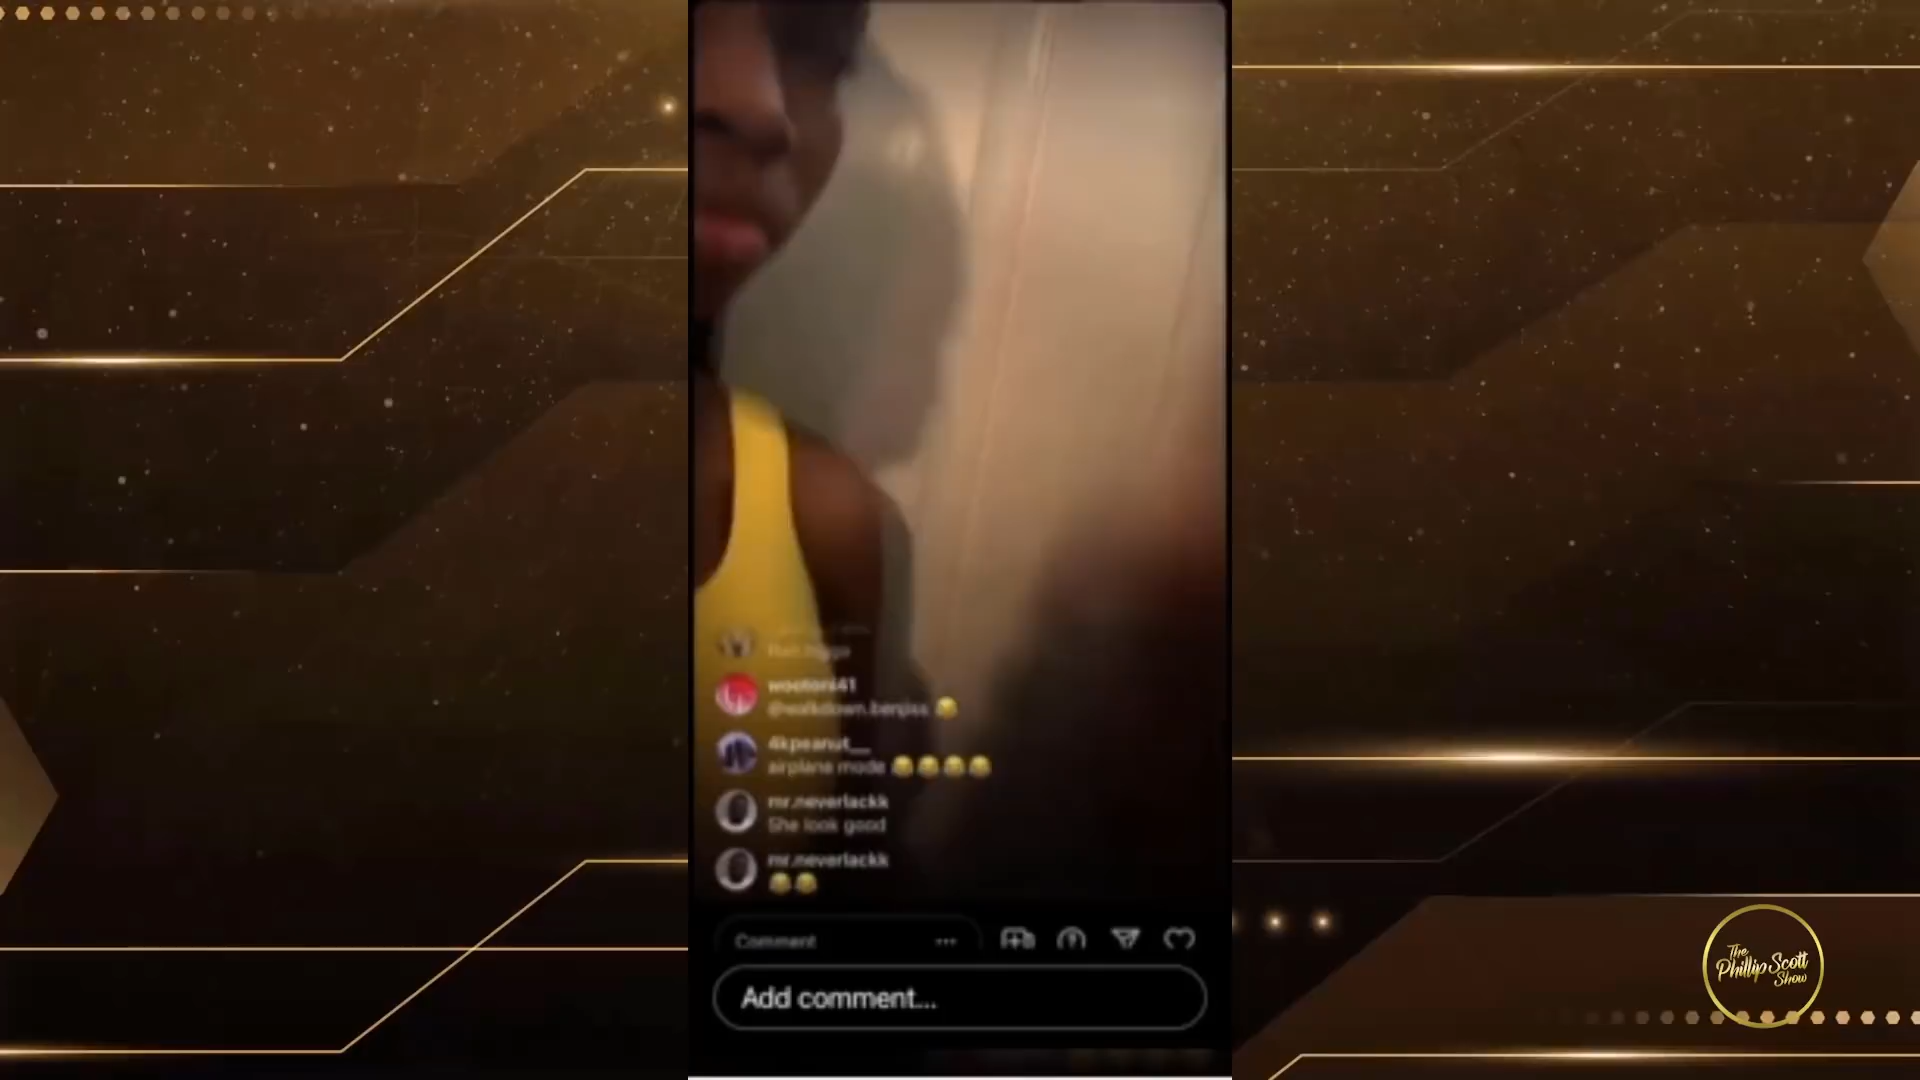 wootoni41
@walkdown.benjiss 😂
4kpeanut__
airplane mode 😂😂😂😂
mr.neverlackk
She look good
mr.neverlackk
😂😂
Comment
Add comment...
The
Phillip Scott
Show